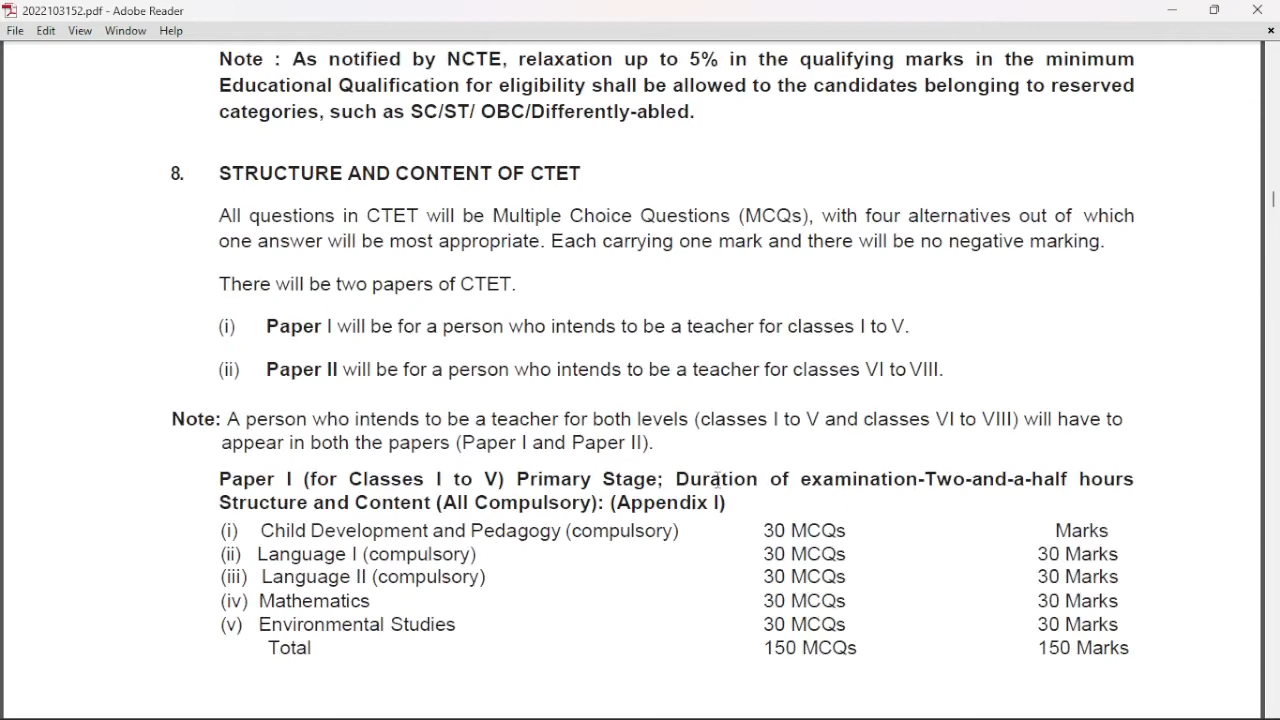 2022103152.pdf - Adobe Reader
File Edit View Window Help
Note : As notified by NCTE, relaxation up to 5% in the qualifying marks in the minimum
Educational Qualification for eligibility shall be allowed to the candidates belonging to reserved
categories, such as SC/ST/ OBC/Differently-abled.
8. STRUCTURE AND CONTENT OF CTET
All questions in CTET will be Multiple Choice Questions (MCQs), with four alternatives out of which
one answer will be most appropriate. Each carrying one mark and there will be no negative marking.
There will be two papers of CTET.
(i) Paper I will be for a person who intends to be a teacher for classes I to V.
(ii) Paper II will be for a person who intends to be a teacher for classes VI to VIII.
Note: A person who intends to be a teacher for both levels (classes I to V and classes VI to VIII) will have to
appear in both the papers (Paper I and Paper II).
Paper I (for Classes I to V) Primary Stage; Duration of examination-Two-and-a-half hours
Structure and Content (All Compulsory): (Appendix I)
(i) Child Development and Pedagogy (compulsory) 30 MCQs Marks
(ii) Language I (compulsory) 30 MCQs 30 Marks
(iii) Language II (compulsory) 30 MCQs 30 Marks
(iv) Mathematics 30 MCQs 30 Marks
(v) Environmental Studies 30 MCQs 30 Marks
Total 150 MCQs 150 Marks